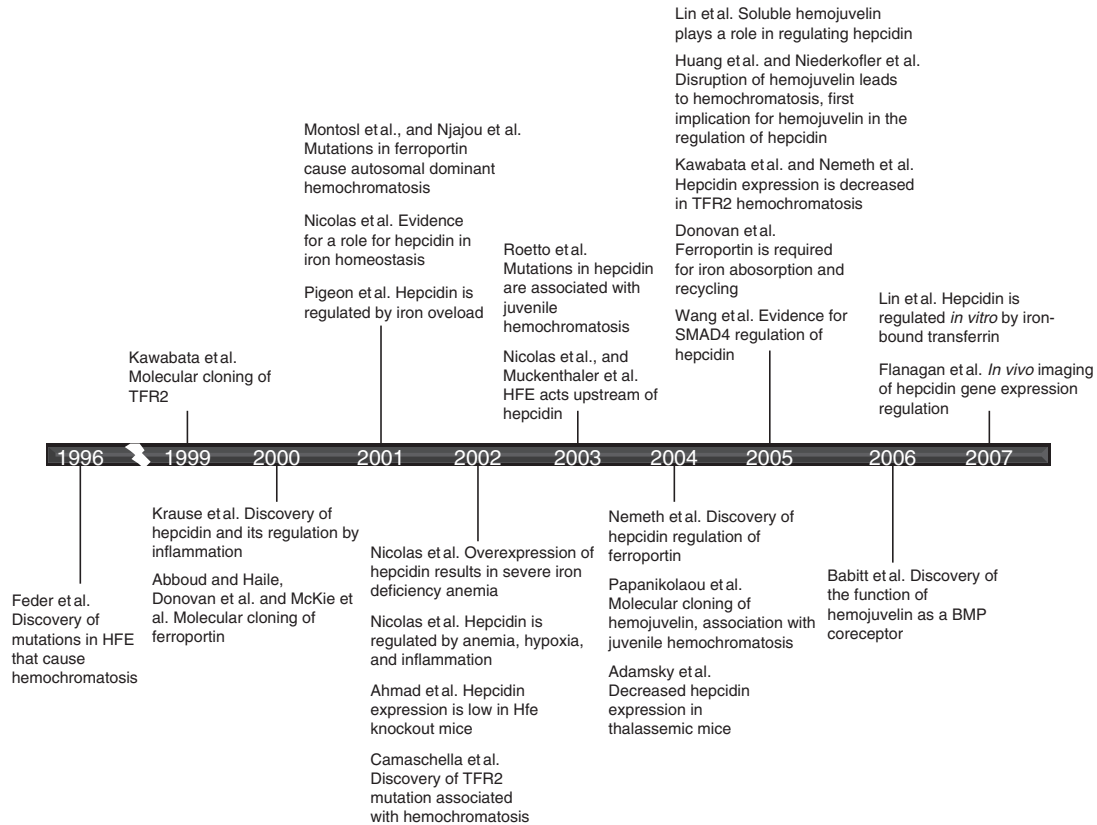 Lin et al. Soluble hemojuvelin
plays a role in regulating hepcidin
Huang et al. and Niederkofler et al.
Disruption of hemojuvelin leads
to hemochromatosis, first
implication for hemojuvelin in the
regulation of hepcidin
Kawabata et al. and Nemeth et al.
Hepcidin expression is decreased
in TFR2 hemochromatosis
Donovan et al.
Ferroportin is required
for iron abosorption and
recycling
Wang et al. Evidence for
SMAD4 regulation of
hepcidin
Montosl et al., and Njajou et al.
Mutations in ferroportin
cause autosomal dominant
hemochromatosis
Nicolas et al. Evidence
for a role for hepcidin in
iron homeostasis
Pigeon et al. Hepcidin is
regulated by iron oveload
Roetto et al.
Mutations in hepcidin
are associated with
juvenile
hemochromatosis
Nicolas et al., and
Muckenthaler et al.
HFE acts upstream of
hepcidin
Lin et al. Hepcidin is
regulated in vitro by iron-
bound transferrin
Flanagan et al. In vivo imaging
of hepcidin gene expression
regulation
Kawabata et al.
Molecular cloning of
TFR2
1996 1999 2000 2001 2002 2003 2004 2005 2006 2007
Feder et al.
Discovery of
mutations in HFE
that cause
hemochromatosis
Krause et al. Discovery of
hepcidin and its regulation by
inflammation
Abboud and Haile,
Donovan et al. and McKie et
al. Molecular cloning of
ferroportin
Nicolas et al. Overexpression of
hepcidin results in severe iron
deficiency anemia
Nicolas et al. Hepcidin is
regulated by anemia, hypoxia,
and inflammation
Ahmad et al. Hepcidin
expression is low in Hfe
knockout mice
Camaschella et al.
Discovery of TFR2
mutation associated
with hemochromatosis
Nemeth et al. Discovery of
hepcidin regulation of
ferroportin
Papanikolaou et al.
Molecular cloning of
hemojuvelin, association with
juvenile hemochromatosis
Adamsky et al.
Decreased hepcidin
expression in
thalassemic mice
Babitt et al. Discovery of
the function of
hemojuvelin as a BMP
coreceptor